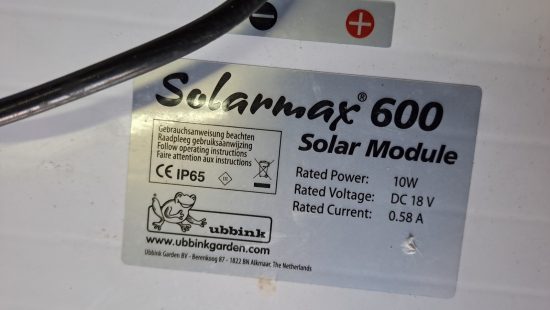 Solarmax® 600
Solar Module
Gebrauchsanweisung beachten
Raadpleeg gebruiksaanwijzing
Follow operating instructions
Faire attention aux instructions
CE IP65
Rated Power: 10W
Rated Voltage: DC 18 V
Rated Current: 0.58 A
ubbink
www.ubbinkgarden.com
Ubbink Garden BV - Berenkoog 87 - 1822 BN Alkmaar, The Netherlands